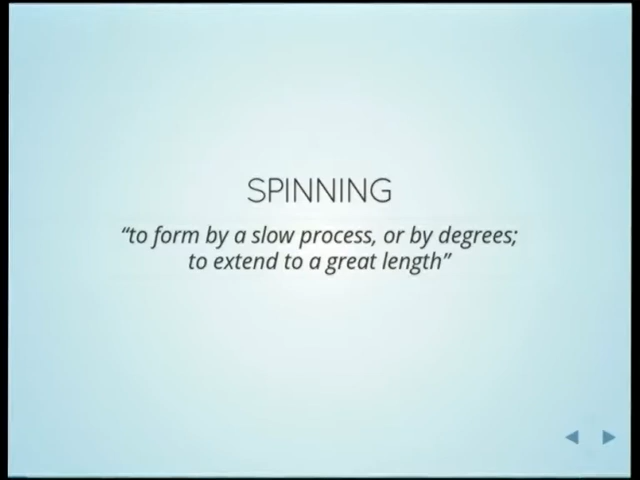 SPINNING
“to form by a slow process, or by degrees;
to extend to a great length”